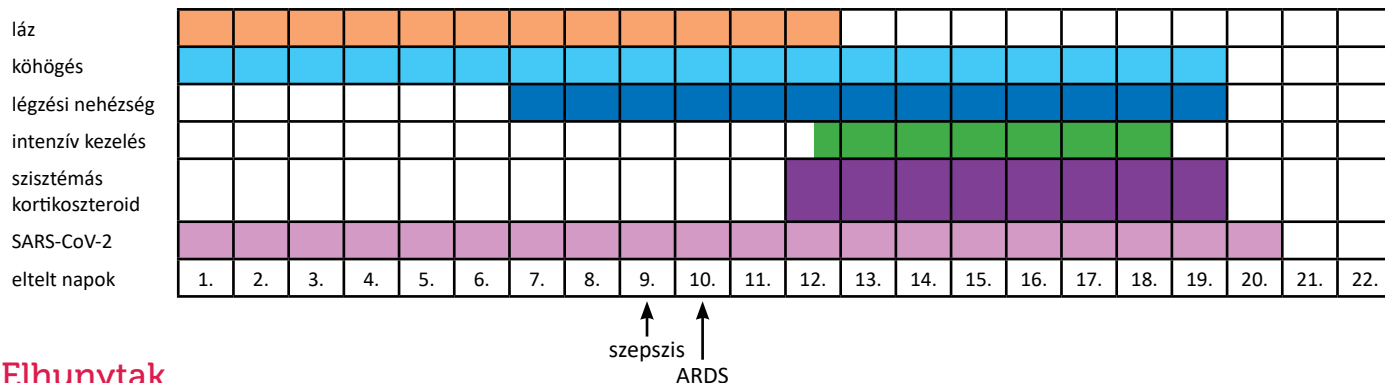 láz
köhögés
légzési nehézség
intenzív kezelés
szisztémás
kortikoszteroid
SARS-CoV-2
eltelt napok 1. 2. 3. 4. 5. 6. 7. 8. 9. 10. 11. 12. 13. 14. 15. 16. 17. 18. 19. 20. 21. 22.
szepszis
ARDS
Elhunytak